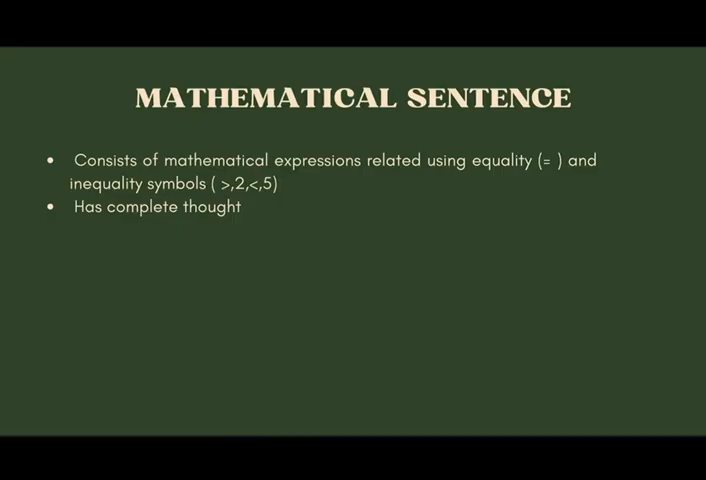 MATHEMATICAL SENTENCE
• Consists of mathematical expressions related using equality (= ) and
inequality symbols ( >,2,<,5)
• Has complete thought